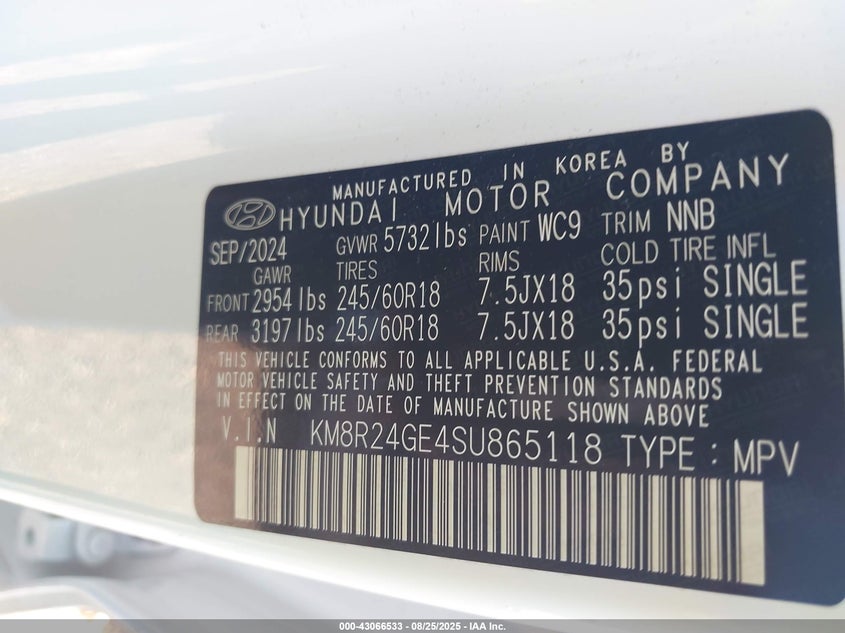 MANUFACTURED IN KOREA BY
HYUNDAI MOTOR COMPANY
SEP/2024 GVWR 5732lbs PAINT WC9 TRIM NNB
GAWR TIRES RIMS COLD TIRE INFL
FRONT 2954lbs 245/60R18 7.5JX18 35psi SINGLE
REAR 3197lbs 245/60R18 7.5JX18 35psi SINGLE
THIS VEHICLE CONFORMS TO ALL APPLICABLE U.S.A. FEDERAL
MOTOR VEHICLE SAFETY AND THEFT PREVENTION STANDARDS
IN EFFECT ON THE DATE OF MANUFACTURE SHOWN ABOVE
V.I.N KM8R24GE4SU865118 TYPE : MPV
000-43066533 - 08/25/2025 - IAA Inc.